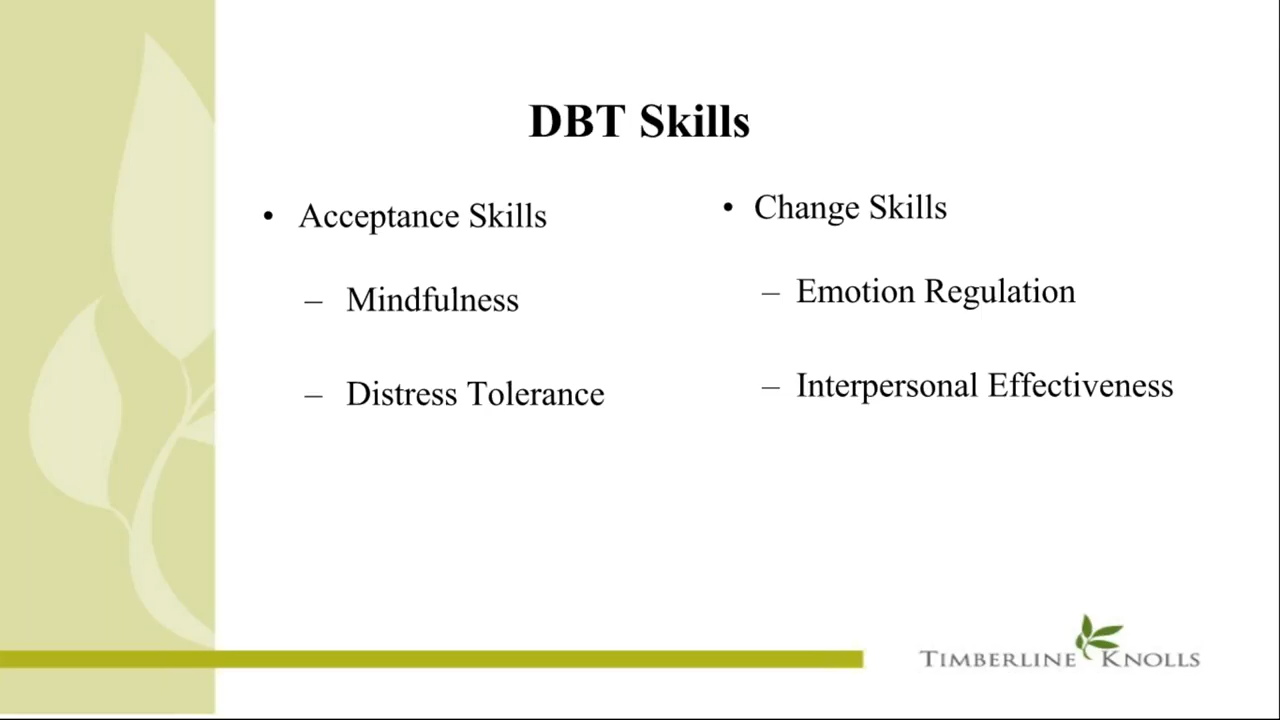 DBT Skills
• Acceptance Skills
– Mindfulness
– Distress Tolerance
• Change Skills
– Emotion Regulation
– Interpersonal Effectiveness
TIMBERLINE KNOLLS